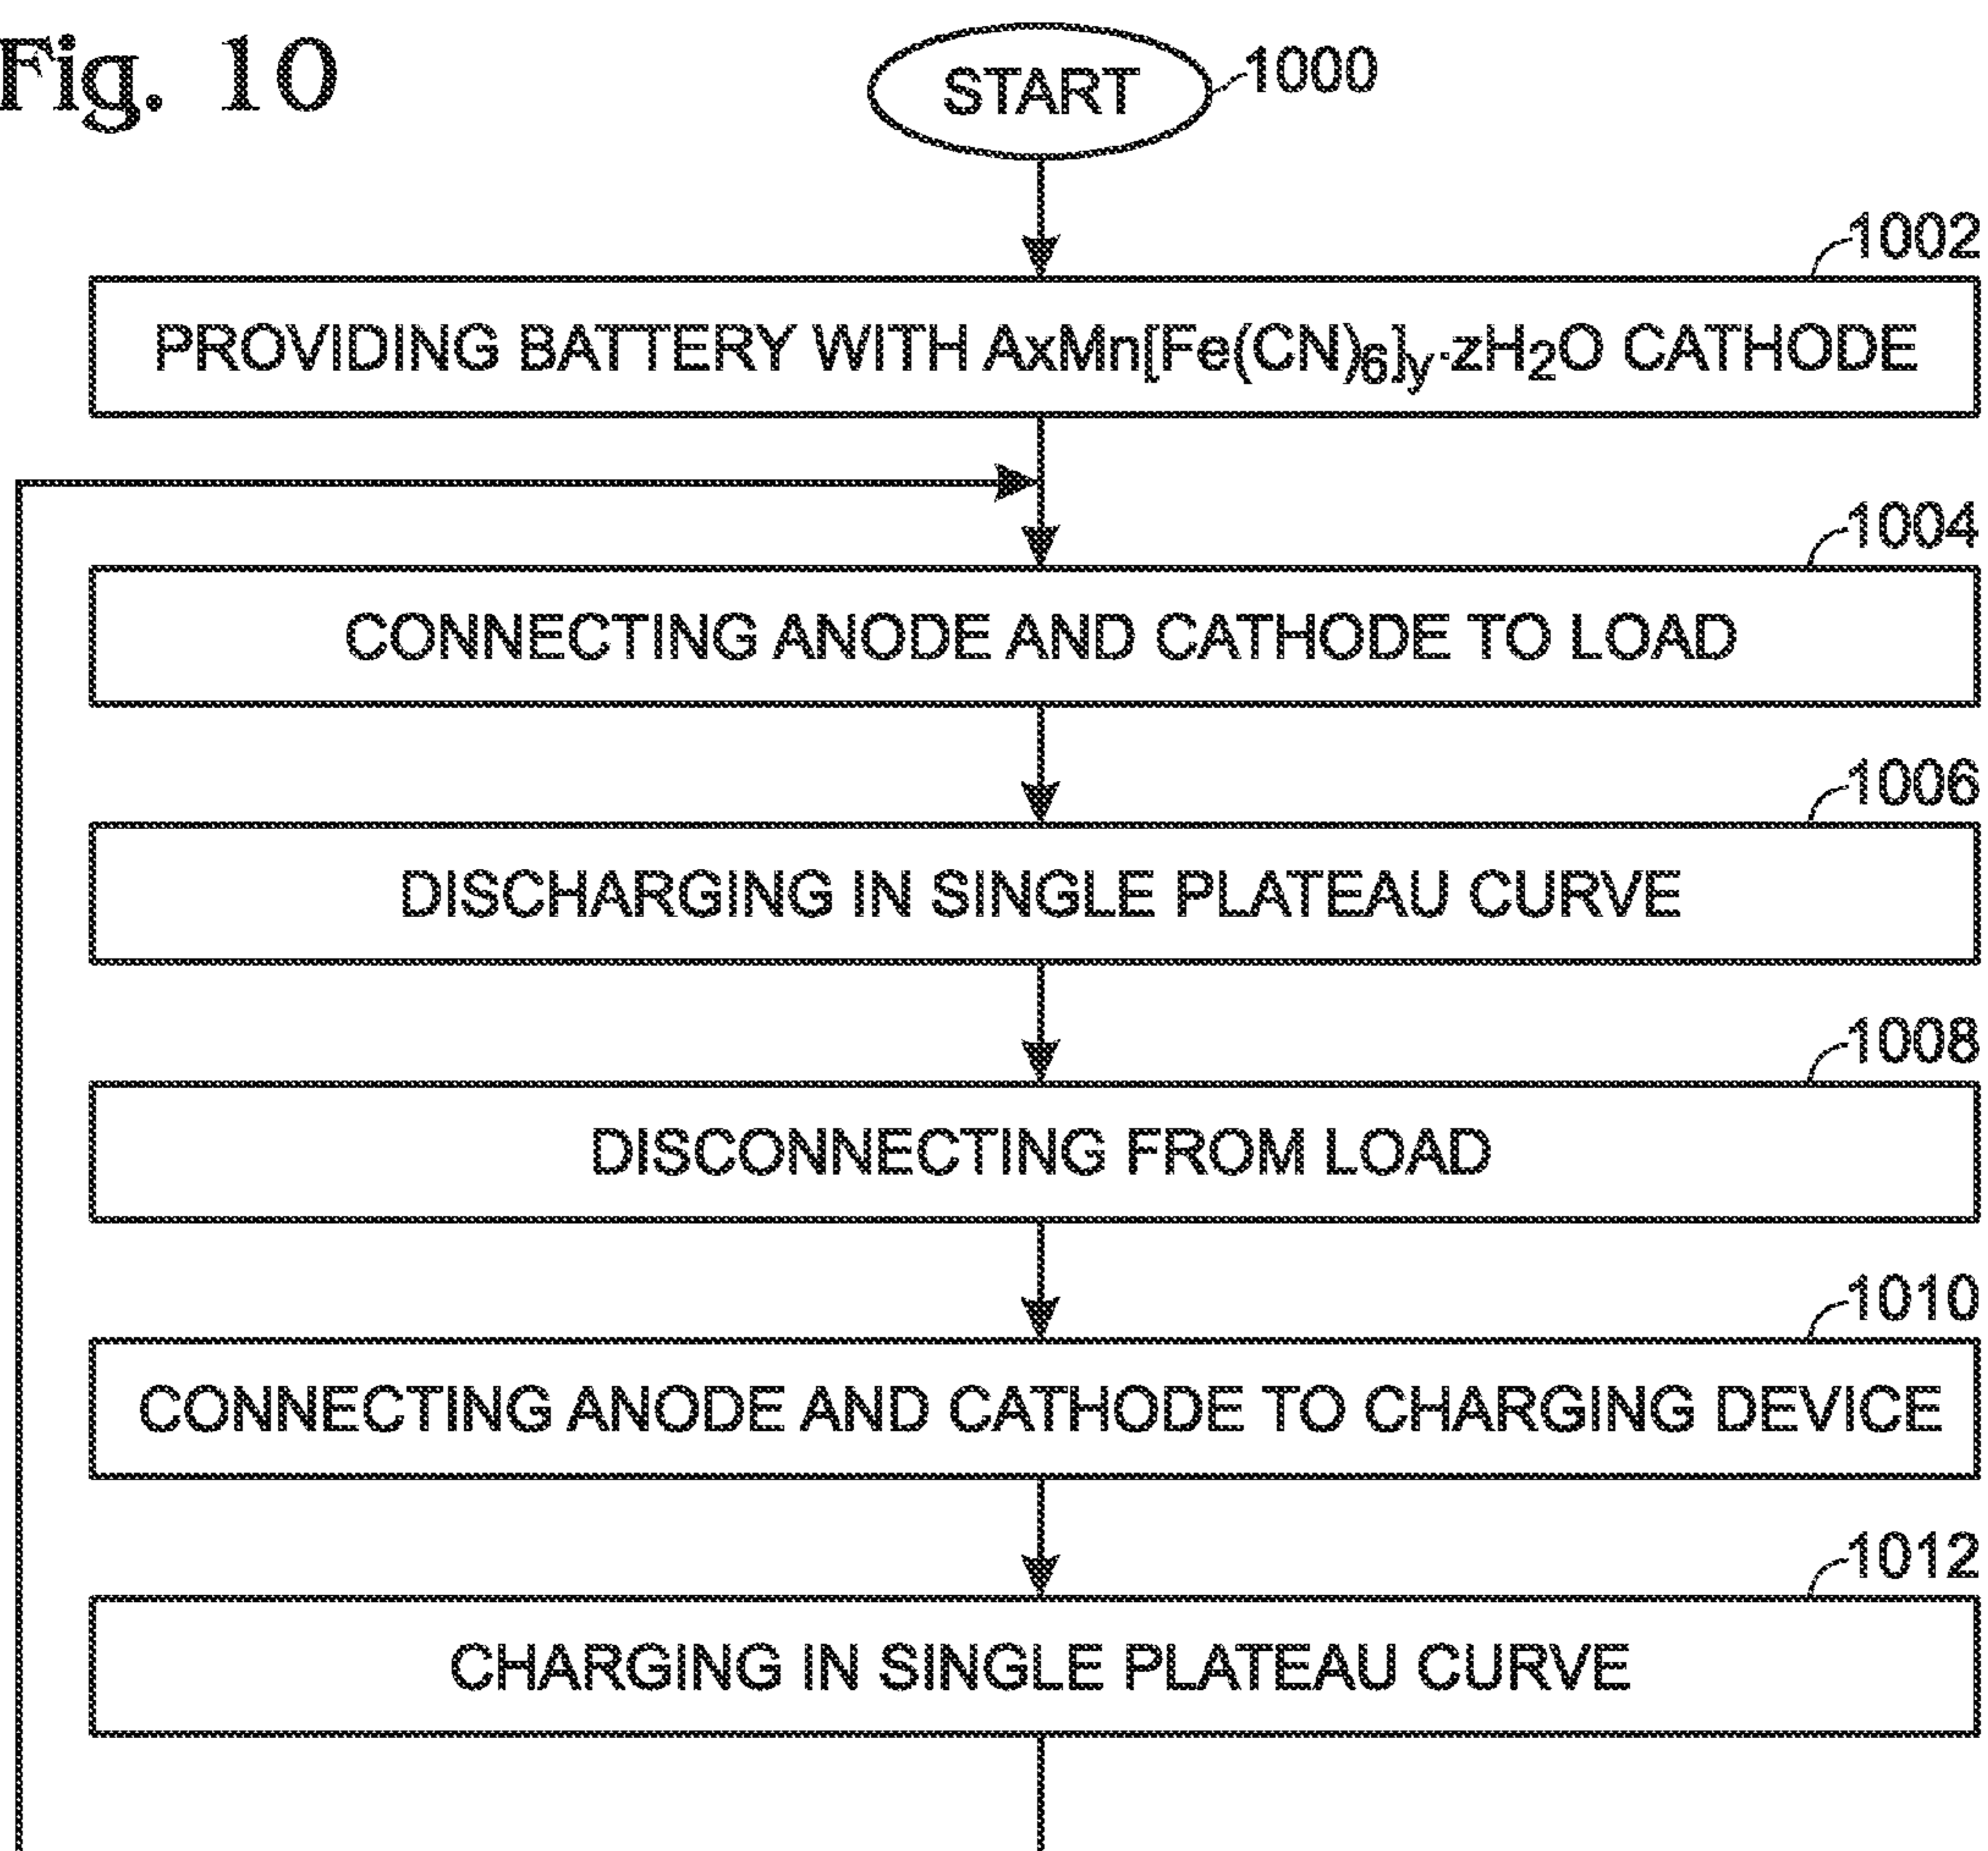 Fig. 10
START
1000
1002
PROVIDING BATTERY WITH AxMn[Fe(CN)₆]ᵧ·zH₂O CATHODE
1004
CONNECTING ANODE AND CATHODE TO LOAD
1006
DISCHARGING IN SINGLE PLATEAU CURVE
1008
DISCONNECTING FROM LOAD
1010
CONNECTING ANODE AND CATHODE TO CHARGING DEVICE
1012
CHARGING IN SINGLE PLATEAU CURVE